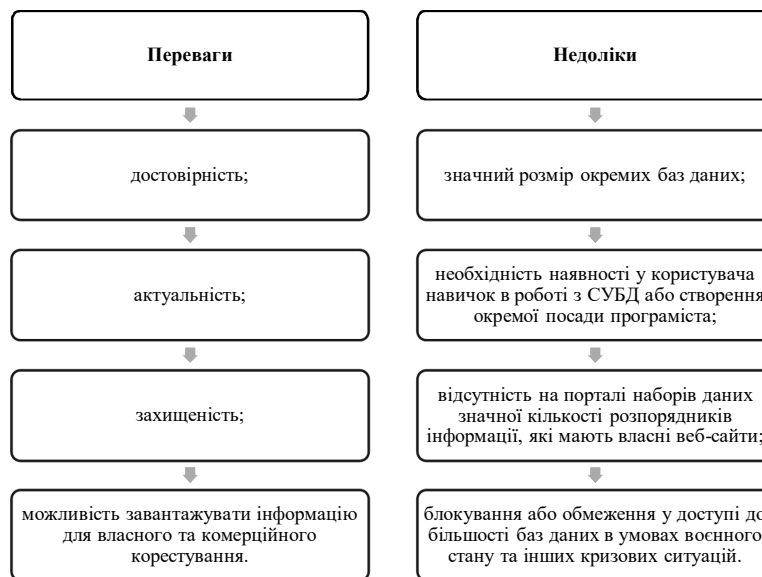 Переваги
достовірність;
актуальність;
захищеність;
можливість завантажувати інформацію
для власного та комерційного
корестування.
Недоліки
значний розмір окремих баз даних;
необхідність наявності у користувача
навичок в роботі з СУБД або створення
окремої посади програміста;
відсутність на порталі наборів даних
значної кількості розпорядників
інформації, які мають власні веб-сайти;
блокування або обмеження у доступі до
більшості баз даних в умовах воєнного
стану та інших кризових ситуацій.